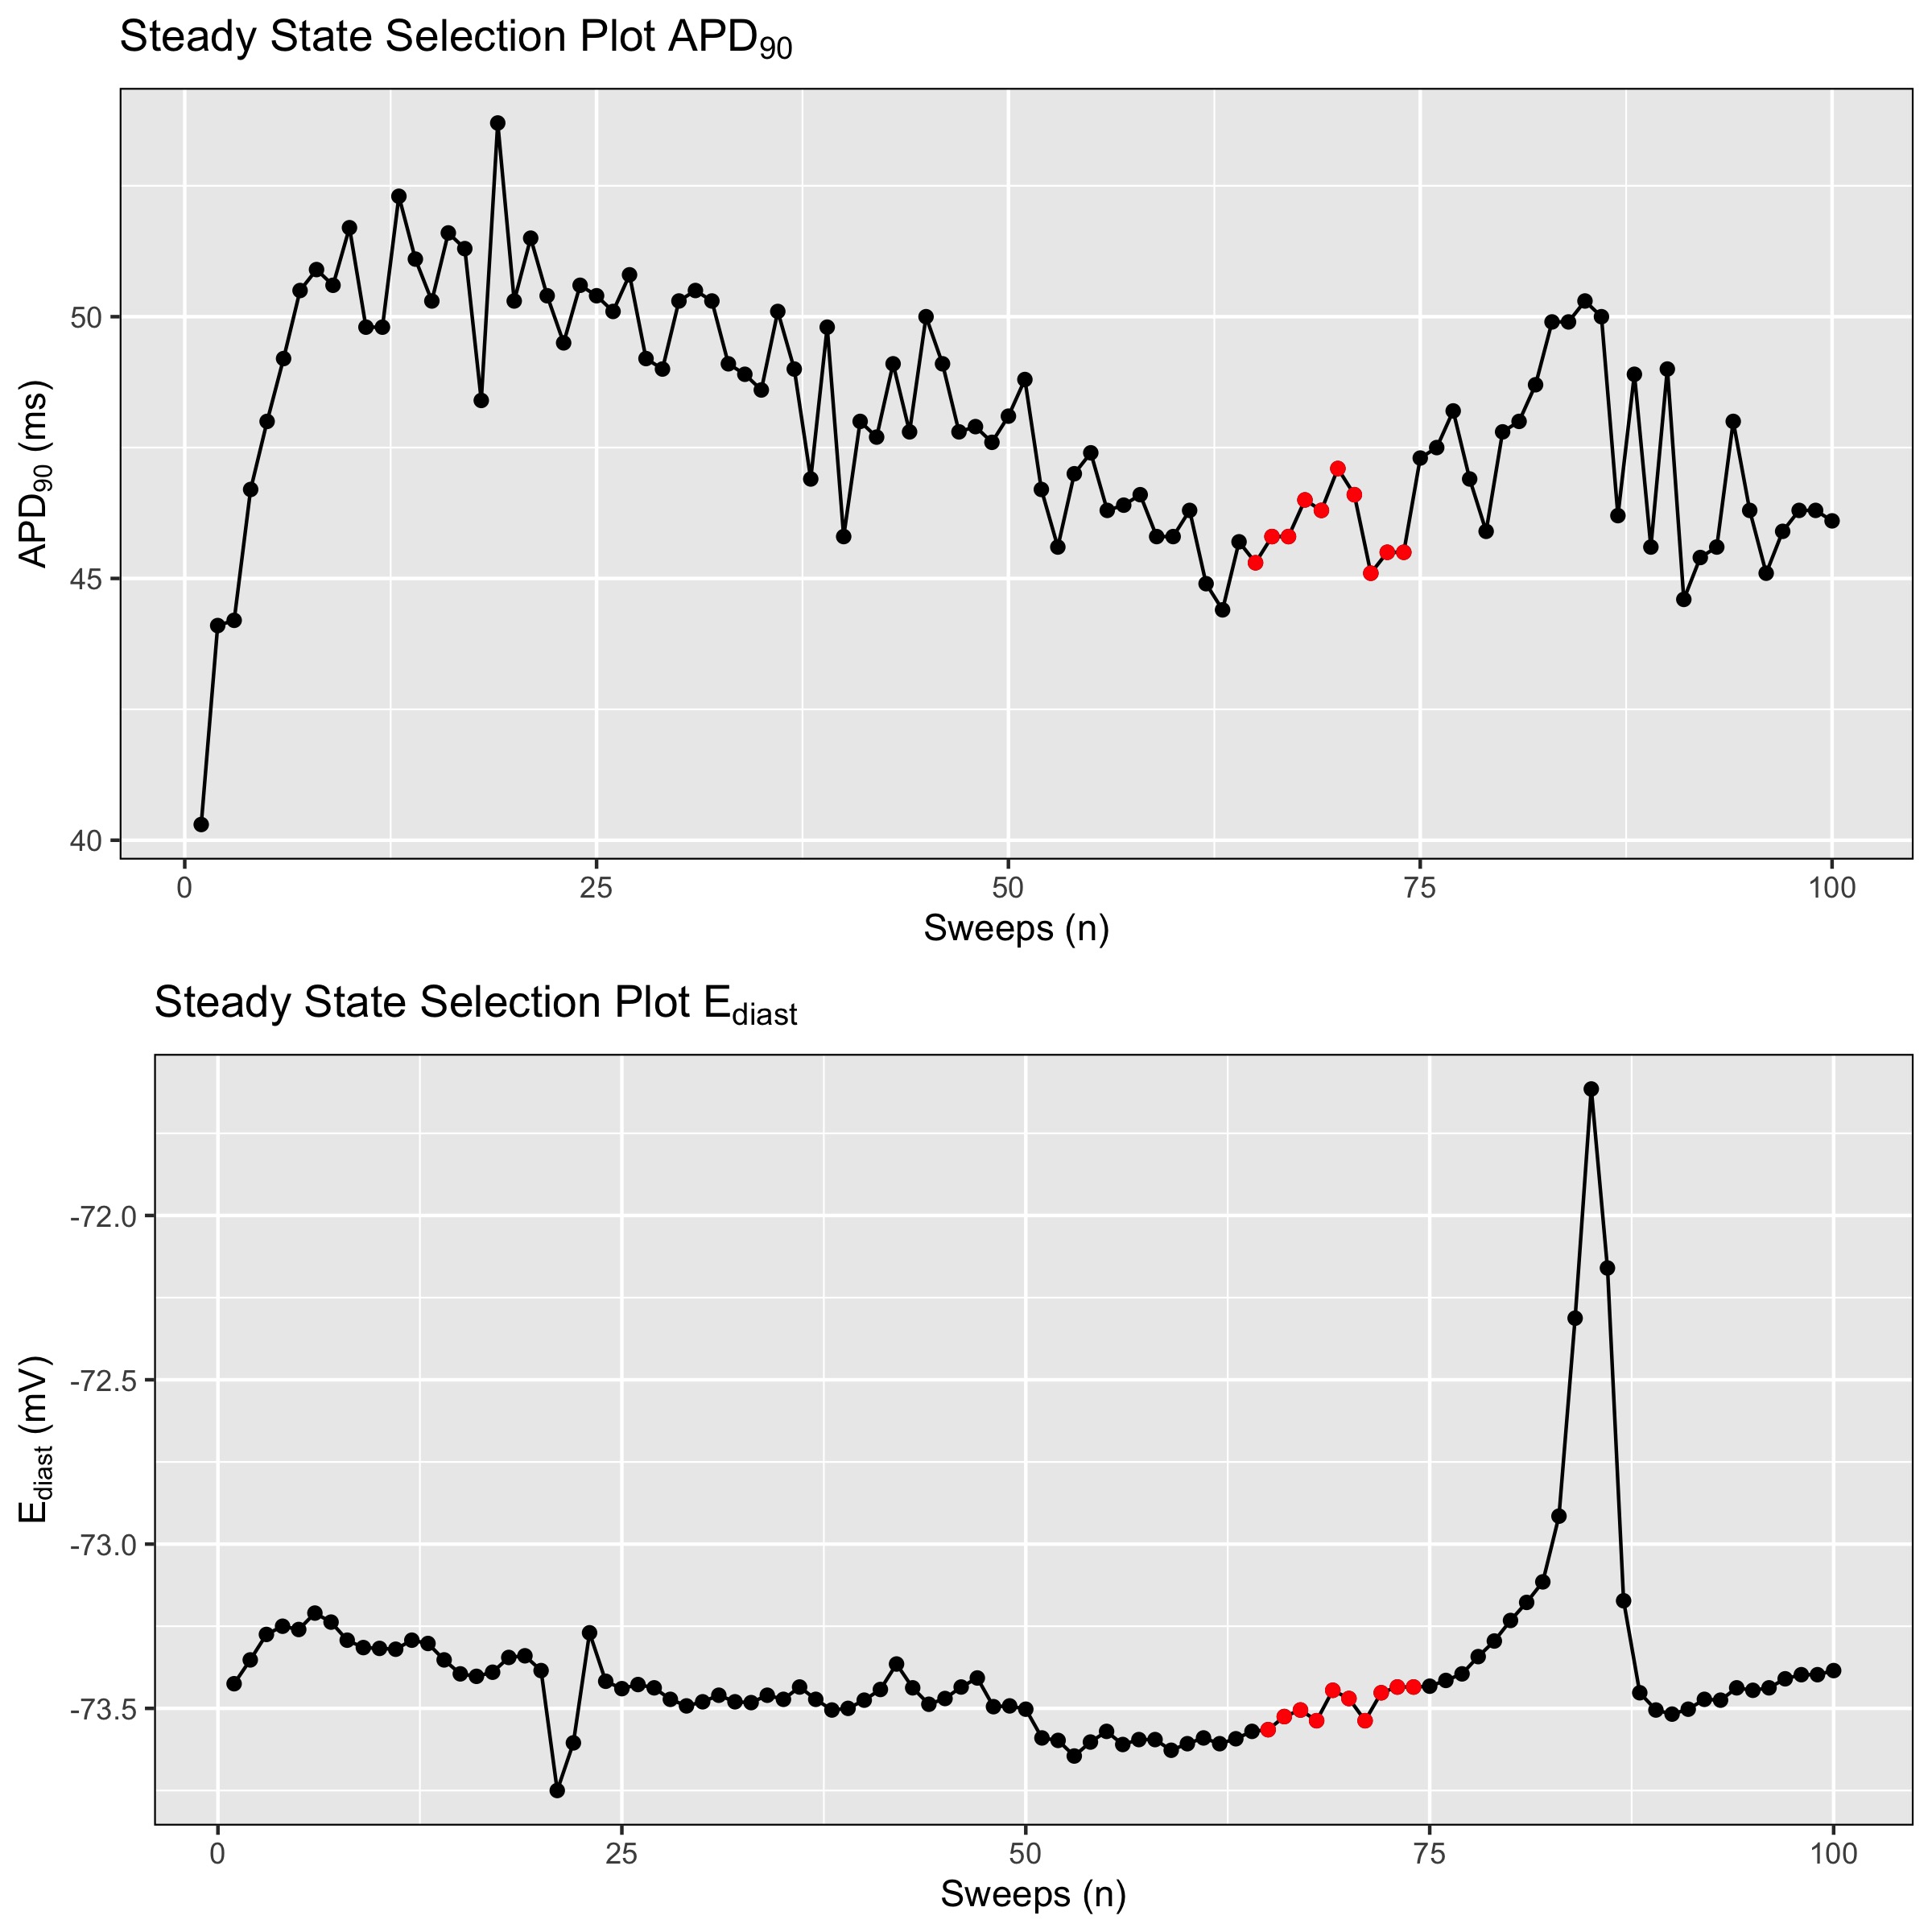 Steady State Selection Plot APD90
APD90 (ms)
50
45
40
0 25 50 75 100
Sweeps (n)
Steady State Selection Plot Ediast
Ediast (mV)
-72.0
-72.5
-73.0
-73.5
0 25 50 75 100
Sweeps (n)